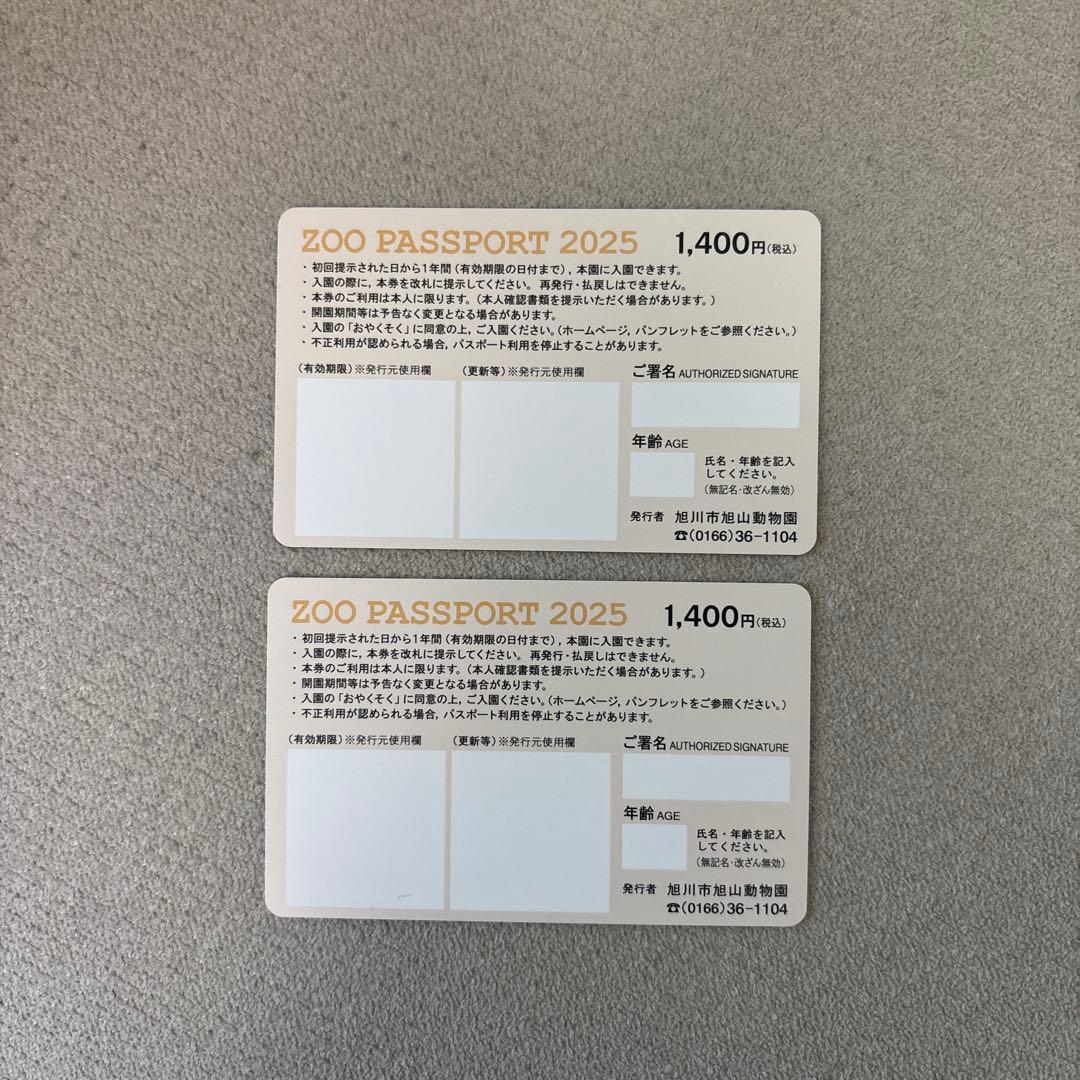 ZOO PASSPORT 2025 1,400円(税込)
・初回提示された日から1年間(有効期限の日付まで), 本園に入園できます。
・入園の際に, 本券を改札に提示してください。再発行・払戻しはできません。
・本券のご利用は本人に限ります。(本人確認書類を提示いただく場合があります。)
・開園期間等は予告なく変更となる場合があります。
・入園の「おやくそく」に同意の上, ご入園ください。(ホームページ, パンフレットをご参照ください。)
・不正利用が認められる場合, パスポート利用を停止することがあります。
(有効期限)※発行元使用欄 (更新等)※発行元使用欄 ご署名 AUTHORIZED SIGNATURE
年齢 AGE
氏名・年齢を記入
してください。
(無記名・改ざん無効)
発行者 旭川市旭山動物園
☎(0166)36-1104
ZOO PASSPORT 2025 1,400円(税込)
・初回提示された日から1年間(有効期限の日付まで), 本園に入園できます。
・入園の際に, 本券を改札に提示してください。再発行・払戻しはできません。
・本券のご利用は本人に限ります。(本人確認書類を提示いただく場合があります。)
・開園期間等は予告なく変更となる場合があります。
・入園の「おやくそく」に同意の上, ご入園ください。(ホームページ, パンフレットをご参照ください。)
・不正利用が認められる場合, パスポート利用を停止することがあります。
(有効期限)※発行元使用欄 (更新等)※発行元使用欄 ご署名 AUTHORIZED SIGNATURE
年齢 AGE
氏名・年齢を記入
してください。
(無記名・改ざん無効)
発行者 旭川市旭山動物園
☎(0166)36-1104